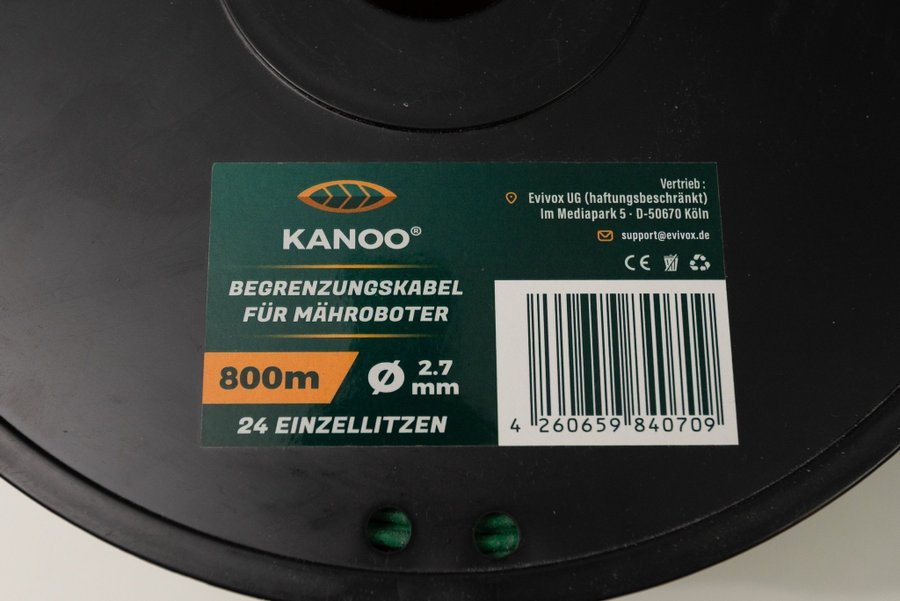 KANOO®
BEGRENZUNGSKABEL
FÜR MÄHROBOTER
800m
Ø 2.7 mm
24 EINZELLITZEN
Vertrieb :
Evivox UG (haftungsbeschränkt)
Im Mediapark 5 · D-50670 Köln
support@evivox.de
CE
4 260659 840709